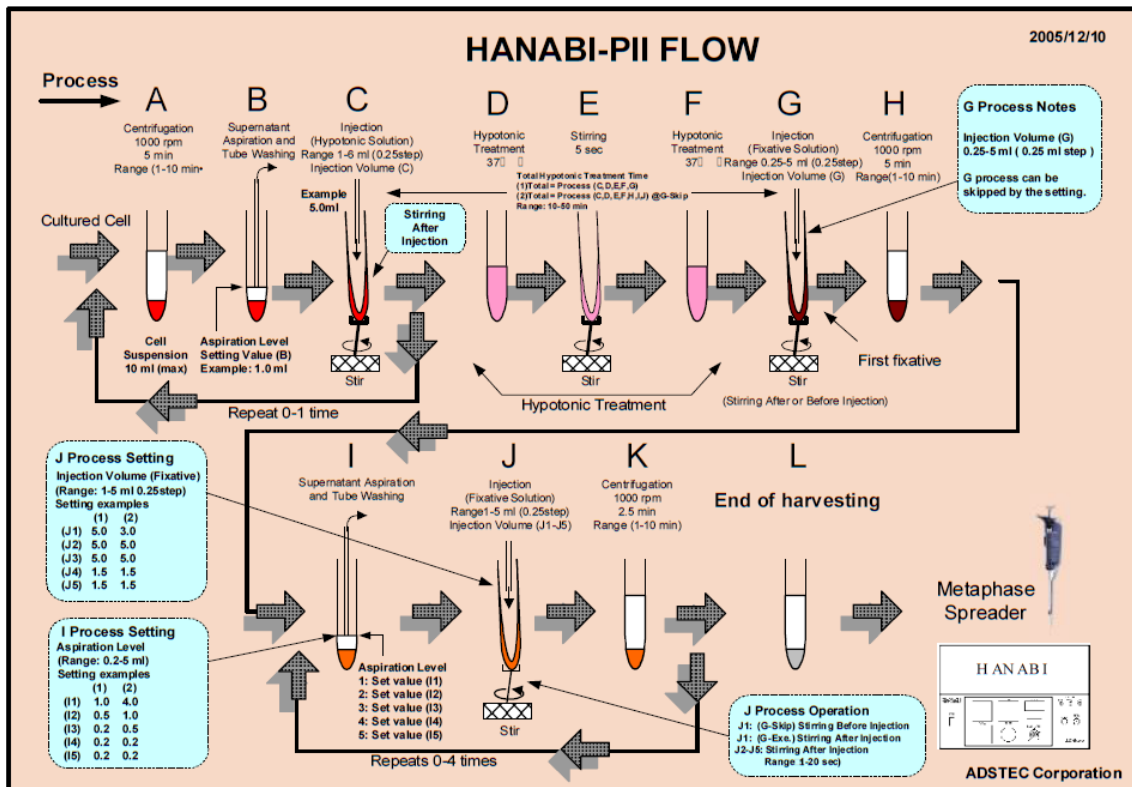 HANABI-PII FLOW
2005/12/10
Process
A
Centrifugation
1000 rpm
5 min
Range (1-10 min)
B
Supernatant
Aspiration and
Tube Washing
C
Injection
(Hypotonic Solution)
Range 1-6 ml (0.25step)
Injection Volume (C)
Example
5.0ml
D
Hypotonic
Treatment
37
E
Stirring
5 sec
F
Hypotonic
Treatment
37
G
Injection
(Fixative Solution)
Range 0.25-5 ml (0.25step)
Injection Volume (G)
H
Centrifugation
1000 rpm
5 min
Range(1-10 min)
Total Hypotonic Treatment Time
(1)Total = Process (C,D,E,F,G)
(2)Total = Process (C,D,E,F,H,I,J) @G-Skip
Range: 10-50 min
G Process Notes
Injection Volume (G)
0.25-5 ml ( 0.25 ml step )
G process can be
skipped by the setting.
Cultured Cell
Stirring
After
Injection
Cell
Suspension
10 ml (max)
Aspiration Level
Setting Value (B)
Example: 1.0 ml
Stir
Stir
Stir
(Stirring After or Before Injection)
First fixative
Hypotonic Treatment
Repeat 0-1 time
J Process Setting
Injection Volume (Fixative)
(Range: 1-5 ml 0.25step)
Setting examples
(1) (2)
(J1) 5.0 3.0
(J2) 5.0 5.0
(J3) 5.0 5.0
(J4) 1.5 1.5
(J5) 1.5 1.5
I Process Setting
Aspiration Level
(Range: 0.2-5 ml)
Setting examples
(1) (2)
(I1) 1.0 4.0
(I2) 0.5 1.0
(I3) 0.2 0.5
(I4) 0.2 0.2
(I5) 0.2 0.2
I
Supernatant Aspiration
and Tube Washing
J
Injection
(Fixative Solution)
Range1-5 ml (0.25step)
Injection Volume (J1-J5)
K
Centrifugation
1000 rpm
2.5 min
Range (1-10 min)
L
End of harvesting
Aspiration Level
1: Set value (I1)
2: Set value (I2)
3: Set value (I3)
4: Set value (I4)
5: Set value (I5)
Stir
Repeats 0-4 times
J Process Operation
J1: (G-Skip) Stirring Before Injection
J1: (G-Exe.) Stirring After Injection
J2-J5: Stirring After Injection
Range 1-20 sec)
Metaphase
Spreader
HANABI
ADSTEC Corporation